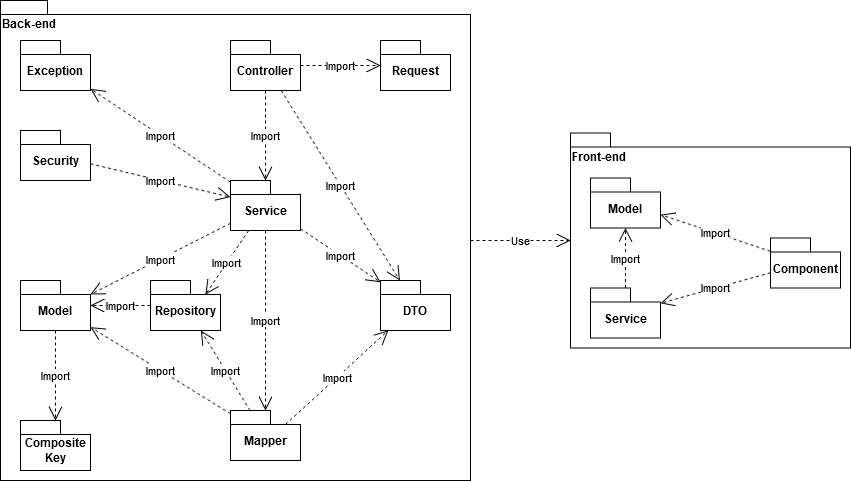 Back-end
Exception
Controller
Import
Request
Import
Import
Security
Import
Import
Service
Import
Import
Import
Import
Import
Model
Import
Repository
DTO
Import
Import
Import
Import
Composite
Key
Mapper
Use
Front-end
Model
Import
Component
Import
Import
Service